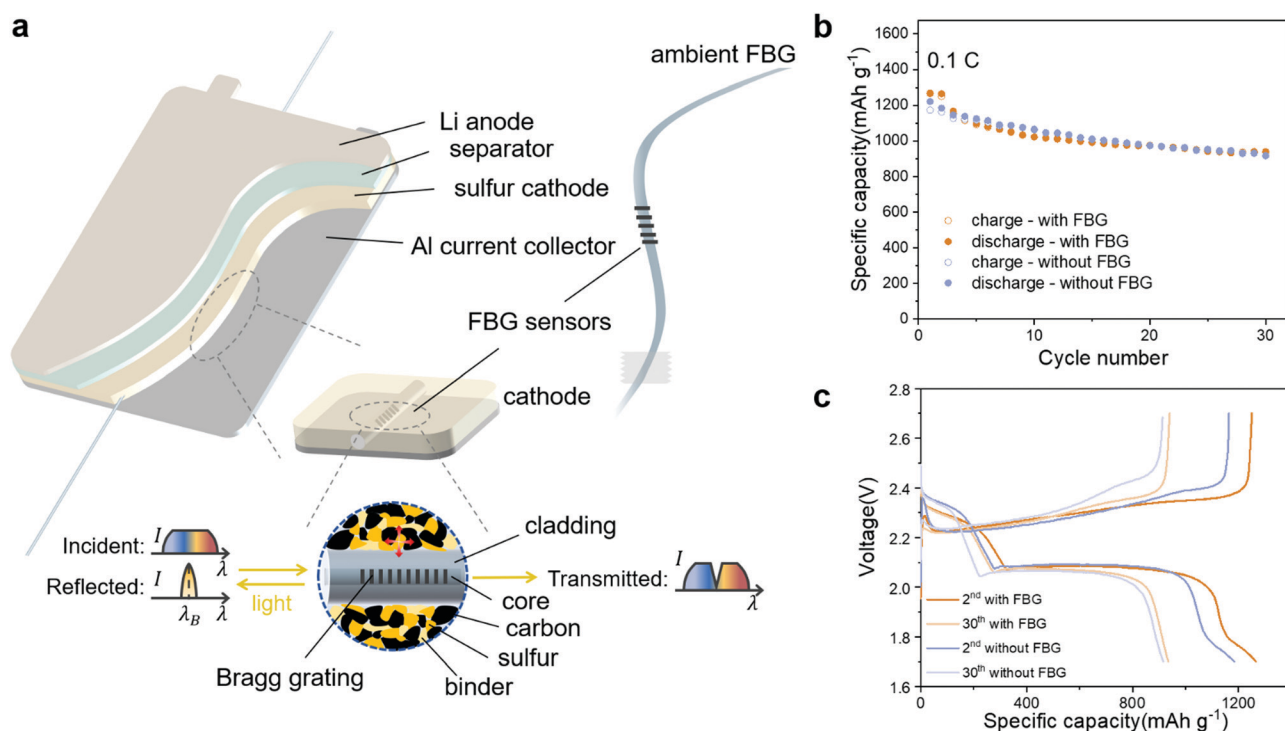 a
ambient FBG
Li anode
separator
sulfur cathode
Al current collector
FBG sensors
cathode
Incident:
I
λ
Reflected:
I
λB
λ
light
cladding
core
carbon
sulfur
binder
Bragg grating
Transmitted:
I
λ
b
Specific capacity(mAh g⁻¹)
1600
1400
1200
1000
800
600
400
200
0
0.1 C
charge - with FBG
discharge - with FBG
charge - without FBG
discharge - without FBG
0
10
20
30
Cycle number
c
Voltage(V)
2.8
2.6
2.4
2.2
2.0
1.8
1.6
2ⁿᵈ with FBG
30ᵗʰ with FBG
2ⁿᵈ without FBG
30ᵗʰ without FBG
0
400
800
1200
Specific capacity(mAh g⁻¹)